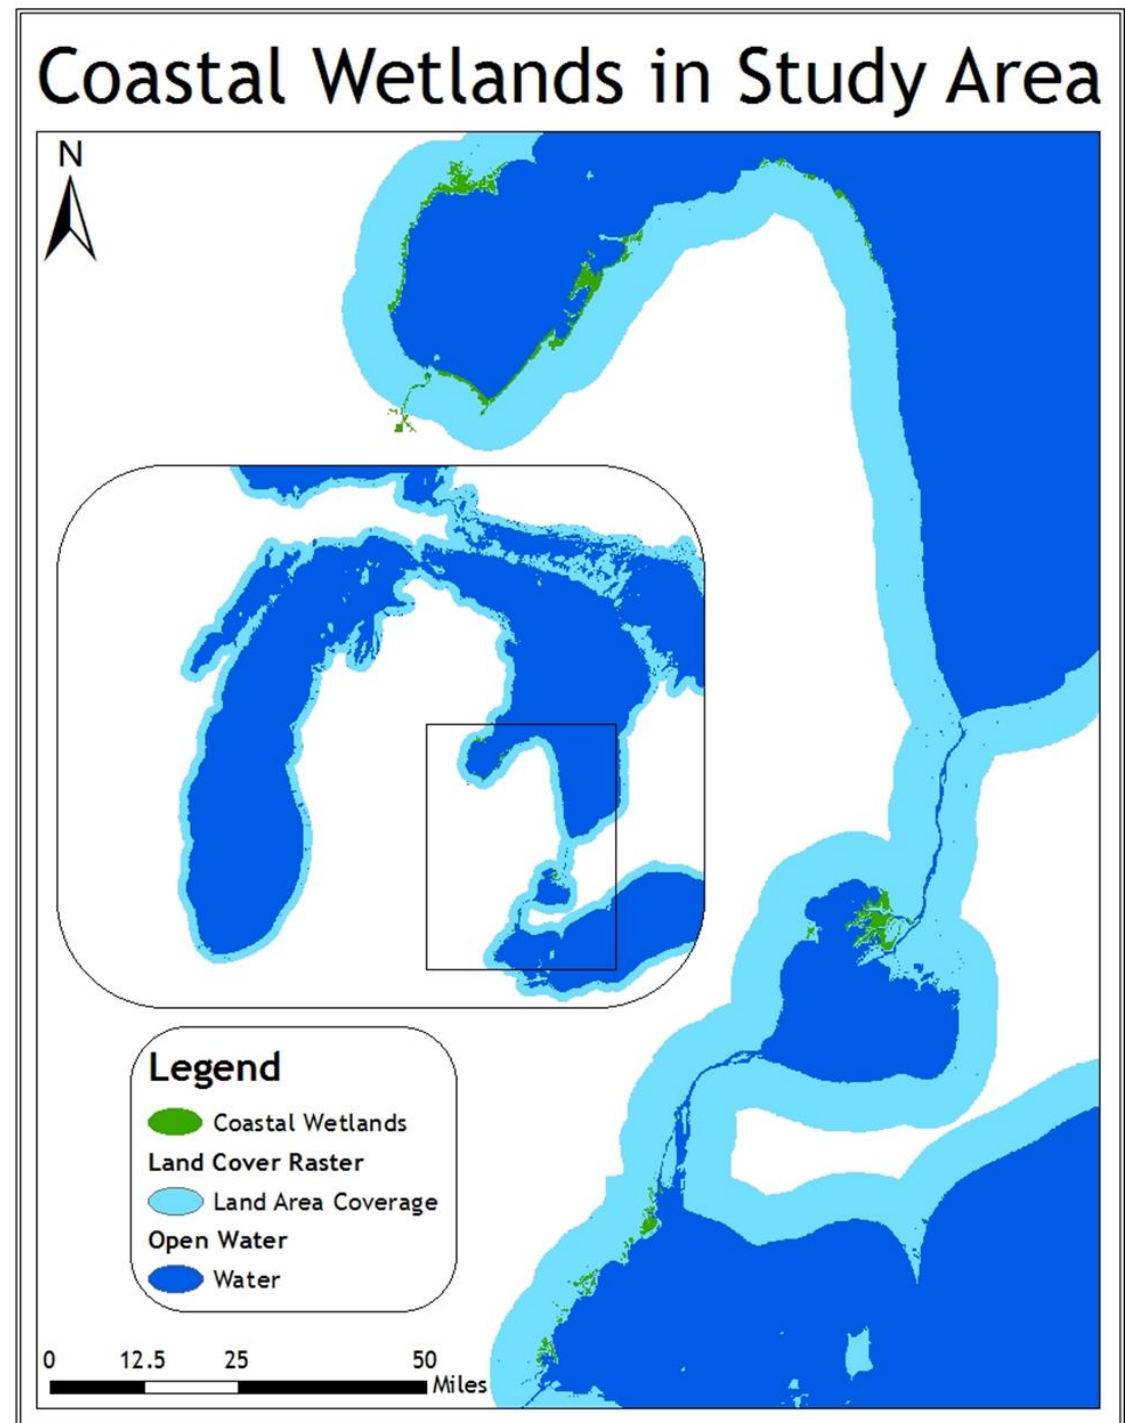 Coastal Wetlands in Study Area
N
Legend
Coastal Wetlands
Land Cover Raster
Land Area Coverage
Open Water
Water
0 12.5 25 50
Miles